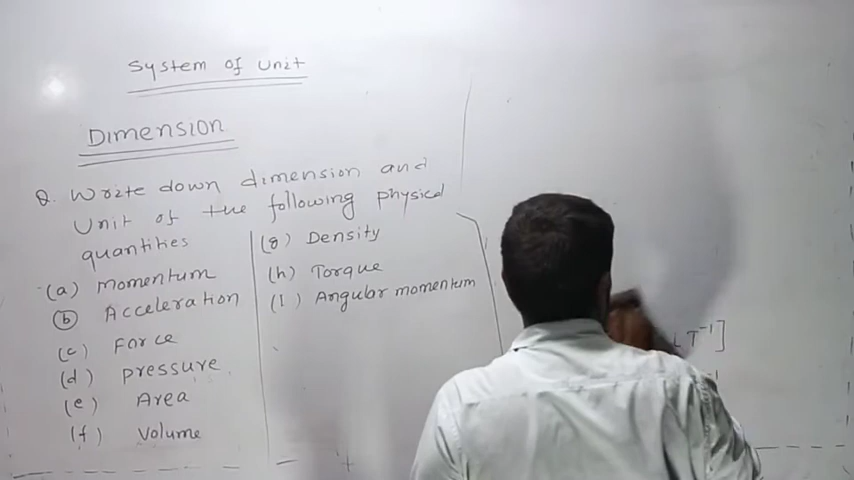 System of Unit
DIMENSION
Q. Write down dimension and
Unit of the following physical
quantities
(a) Momentum
(b) Acceleration
(c) Force
(d) Pressure
(e) Area
(f) Volume
(g) Density
(h) Torque
(I) Angular momentum
L T⁻¹]